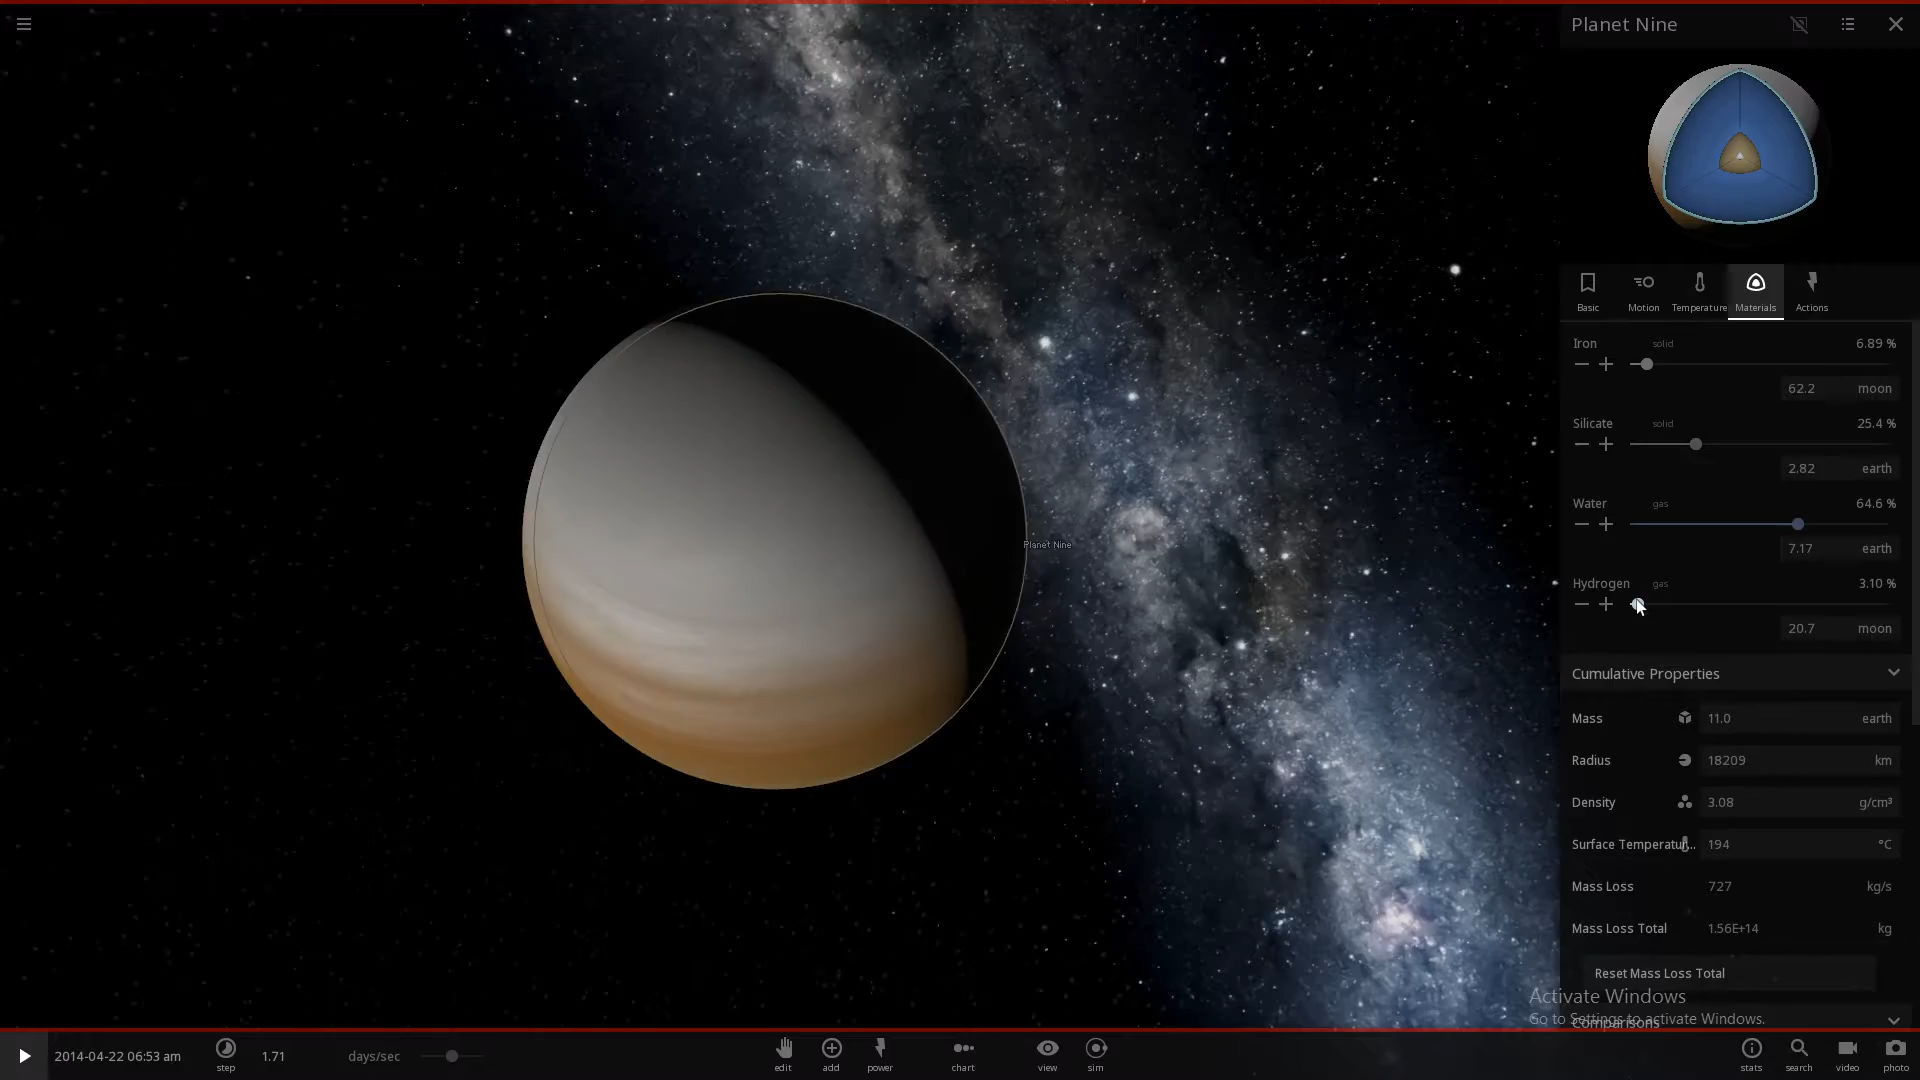 Planet Nine
Basic
Motion
Temperature
Materials
Actions
Iron solid 6.89 %
62.2 moon
Silicate solid 25.4 %
2.82 earth
Water gas 64.6 %
7.17 earth
Planet Nine
Hydrogen gas 3.10 %
20.7 moon
Cumulative Properties
Mass 11.0 earth
Radius 18209 km
Density 3.08 g/cm³
Surface Temperatur... 194 °C
Mass Loss 727 kg/s
Mass Loss Total 1.56E+14 kg
Reset Mass Loss Total
Activate Windows
Go to Settings to activate Windows.
Comparisons
2014-04-22 06:53 am
step
1.71 days/sec
edit
add
power
chart
view
sim
stats
search
video
photo